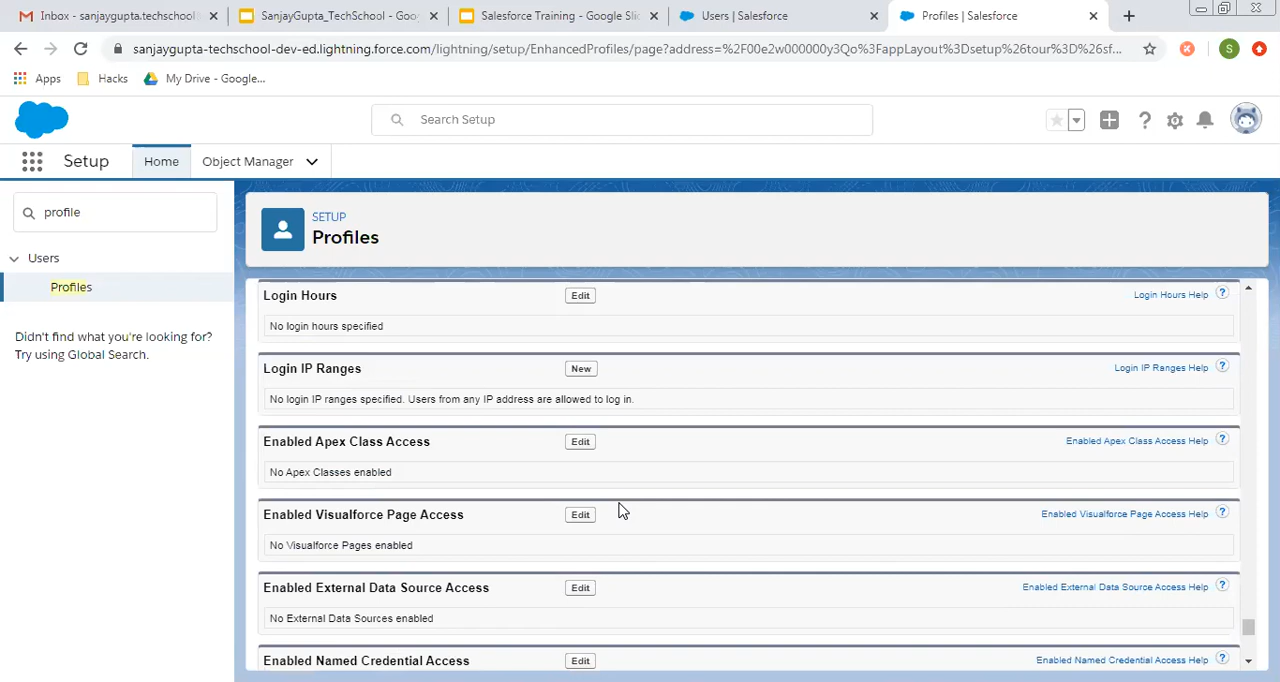 Inbox - sanjaygupta.techschool
SanjayGupta_TechSchool - Goo
Salesforce Training - Google Slid
Users | Salesforce
Profiles | Salesforce
sanjaygupta-techschool-dev-ed.lightning.force.com/lightning/setup/EnhancedProfiles/page?address=%2F00e2w000000y3Qo%3FappLayout%3Dsetup%26tour%3D%26sf...
S
Apps
Hacks
My Drive - Google...
Search Setup
Setup
Home
Object Manager
profile
Users
Profiles
Didn't find what you're looking for?
Try using Global Search.
SETUP
Profiles
Login Hours
Edit
Login Hours Help ?
No login hours specified
Login IP Ranges
New
Login IP Ranges Help ?
No login IP ranges specified. Users from any IP address are allowed to log in.
Enabled Apex Class Access
Edit
Enabled Apex Class Access Help ?
No Apex Classes enabled
Enabled Visualforce Page Access
Edit
Enabled Visualforce Page Access Help ?
No Visualforce Pages enabled
Enabled External Data Source Access
Edit
Enabled External Data Source Access Help ?
No External Data Sources enabled
Enabled Named Credential Access
Edit
Enabled Named Credential Access Help ?